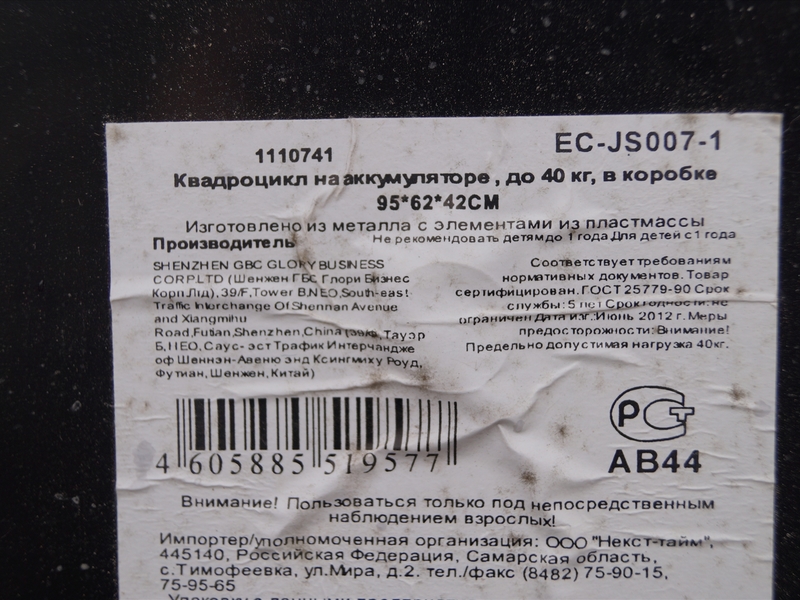 1110741
EC-JS007-1
Квадроцикл на аккумуляторе, до 40 кг, в коробке
95*62*42СМ
Изготовлено из металла с элементами из пластмассы
Производитель
Не рекомендовать детям до 1 года.Для детей с 1 года
SHENZHEN GBC GLORY BUSINESS
CORP.LTD (Шенжен ГБС Глори Бизнес
Корп Лтд), 39/F, Tower B,NEO,South-east
Traffic Interchange Of Shennan Avenue
and Xiangmihu
Road,Futian,Shenzhen,China (эквв, Тауэр
Б, НЕО, Саус- эст Трафик Интерчандже
оф Шеннэн-Авеню энд Ксингмиху Роуд,
Футиан, Шенжен, Китай)
Соответствует требованиям
нормативных документов. Товар
сертифицирован. ГОСТ 25779-90 Срок
службы: 5 лет Срок годности: не
ограничен Дата изг.:Июнь 2012 г. Меры
предосторожности: Внимание!
Предельно допустимая нагрузка 40кг.
4 605885 519577
РСТ
АВ44
Внимание! Пользоваться только под непосредственным
наблюдением взрослых!
Импортер/уполномоченная организация: ООО "Некст-тайм",
445140, Российская Федерация, Самарская область,
с.Тимофеевка, ул.Мира, д.2. тел./факс (8482) 75-90-15,
75-95-65